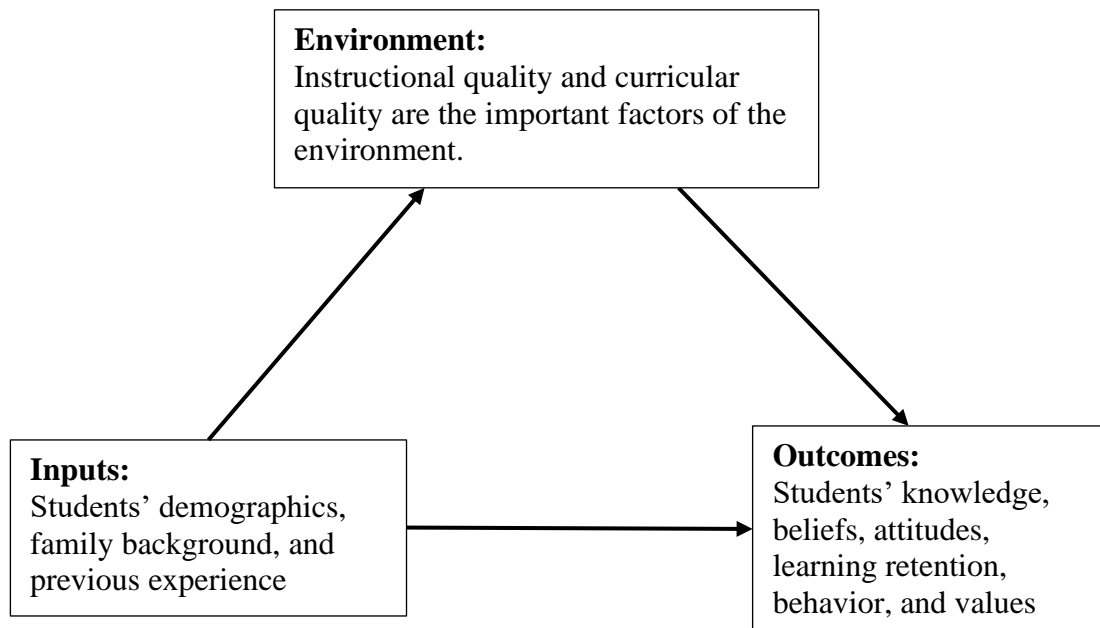 Environment:
Instructional quality and curricular
quality are the important factors of the
environment.
Inputs:
Students’ demographics,
family background, and
previous experience
Outcomes:
Students’ knowledge,
beliefs, attitudes,
learning retention,
behavior, and values